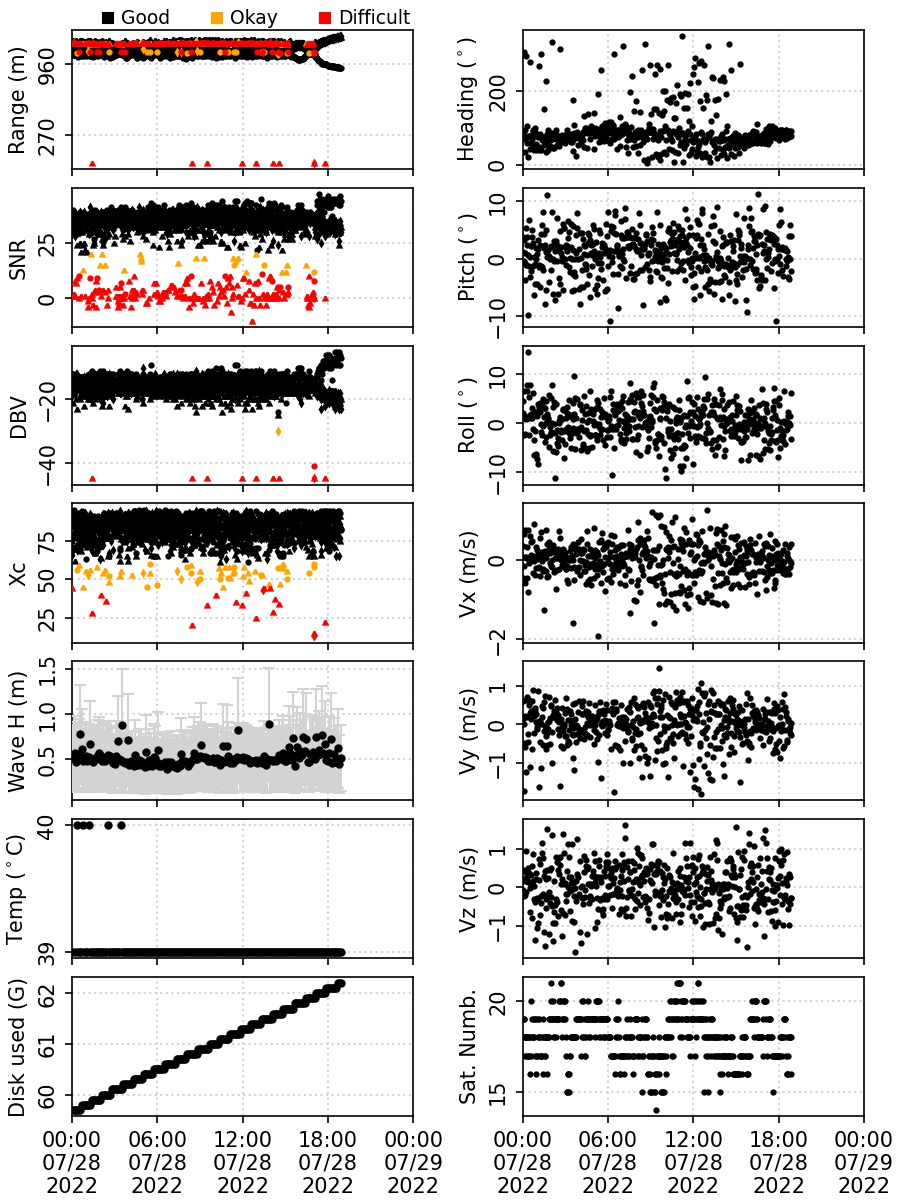 Good Okay Difficult
Range (m)
960
270
Heading (°)
200
0
SNR
25
0
Pitch (°)
10
0
−10
DBV
−20
−40
Roll (°)
10
0
−10
Xc
75
50
25
Vx (m/s)
0
−2
Wave H (m)
1.5
1.0
0.5
Vy (m/s)
1
0
−1
Temp (°C)
40
39
Vz (m/s)
1
0
−1
Disk used (G)
62
61
60
Sat. Numb.
20
15
00:00 06:00 12:00 18:00 00:00
07/28 07/28 07/28 07/28 07/29
2022 2022 2022 2022 2022
00:00 06:00 12:00 18:00 00:00
07/28 07/28 07/28 07/28 07/29
2022 2022 2022 2022 2022